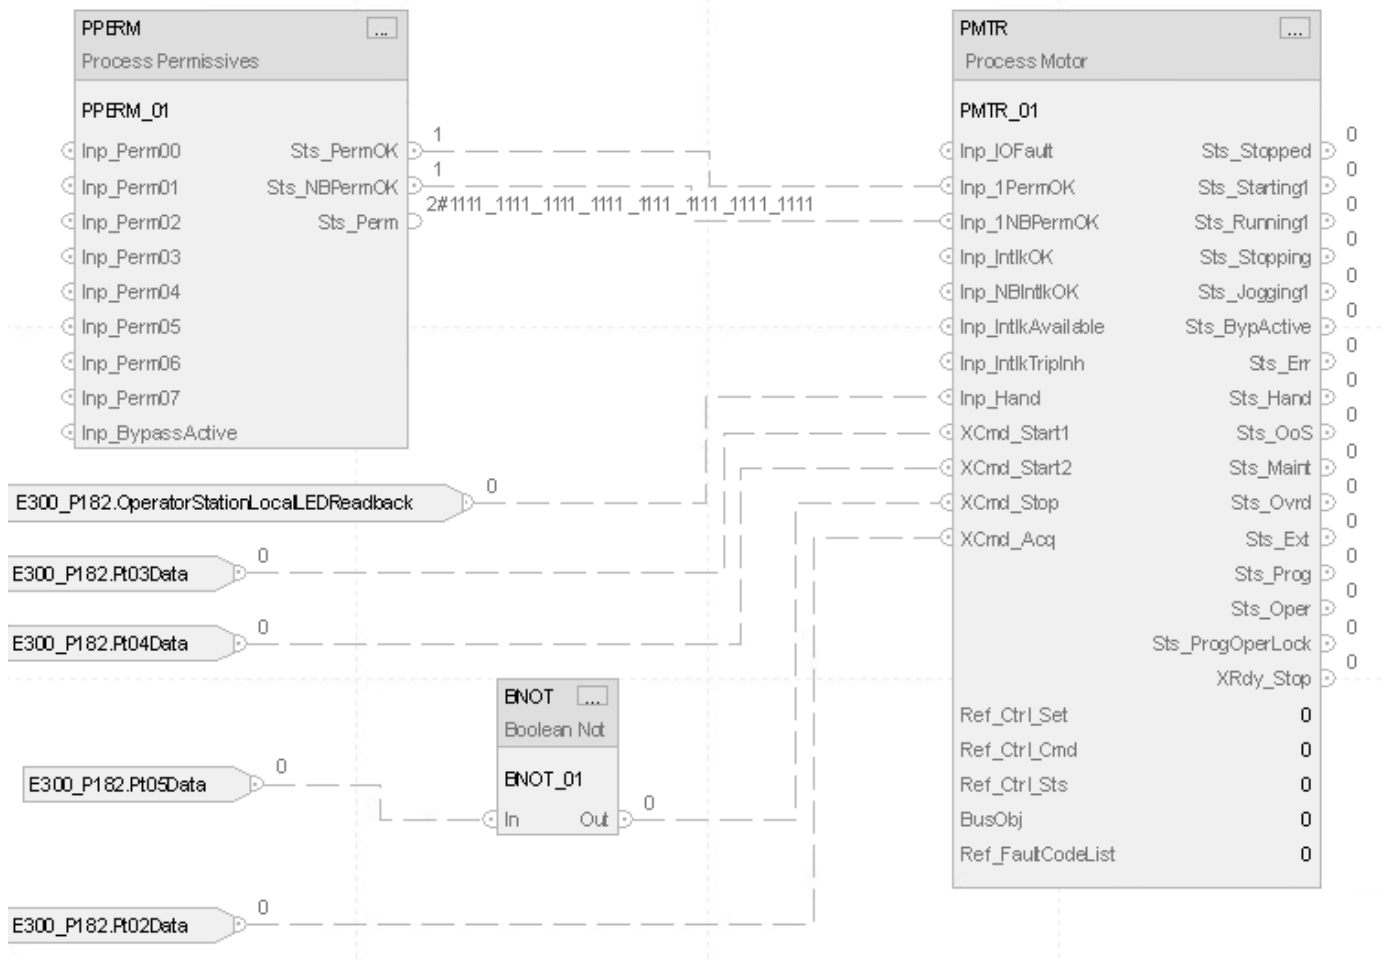 PPERM ...
Process Permissives
PPERM_01
Inp_Perm00 Sts_PermOK 1
Inp_Perm01 Sts_NBPermOK 1
Inp_Perm02 Sts_Perm 2#1111_1111_1111_1111_1111_1111_1111_1111
Inp_Perm03
Inp_Perm04
Inp_Perm05
Inp_Perm06
Inp_Perm07
Inp_BypassActive
E300_P182.OperatorStationLocalLEDReadback 0
E300_P182.Pt03Data 0
E300_P182.Pt04Data 0
BNOT ...
Boolean Not
BNOT_01
In Out 0
E300_P182.Pt05Data 0
E300_P182.Pt02Data 0
PMTR ...
Process Motor
PMTR_01
Inp_IOFault Sts_Stopped 0
Inp_1PermOK Sts_Starting1 0
Inp_1NBPermOK Sts_Running1 0
Inp_IntlkOK Sts_Stopping 0
Inp_NBIntlkOK Sts_Jogging1 0
Inp_IntlkAvailable Sts_BypActive 0
Inp_IntlkTripInh Sts_Err 0
Inp_Hand Sts_Hand 0
XCmd_Start1 Sts_OoS 0
XCmd_Start2 Sts_Maint 0
XCmd_Stop Sts_Ovrd 0
XCmd_Acq Sts_Ext 0
Sts_Prog 0
Sts_Oper 0
Sts_ProgOperLock 0
XRdy_Stop 0
Ref_Ctrl_Set 0
Ref_Ctrl_Cmd 0
Ref_Ctrl_Sts 0
BusObj 0
Ref_FaultCodeList 0